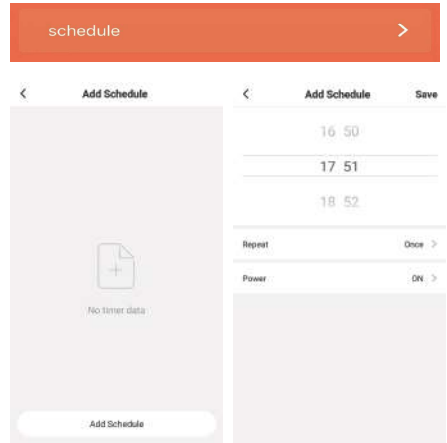 schedule
Add Schedule
No timer data
Add Schedule
Add Schedule Save
16 50
17 51
18 52
Repeat Once
Power ON